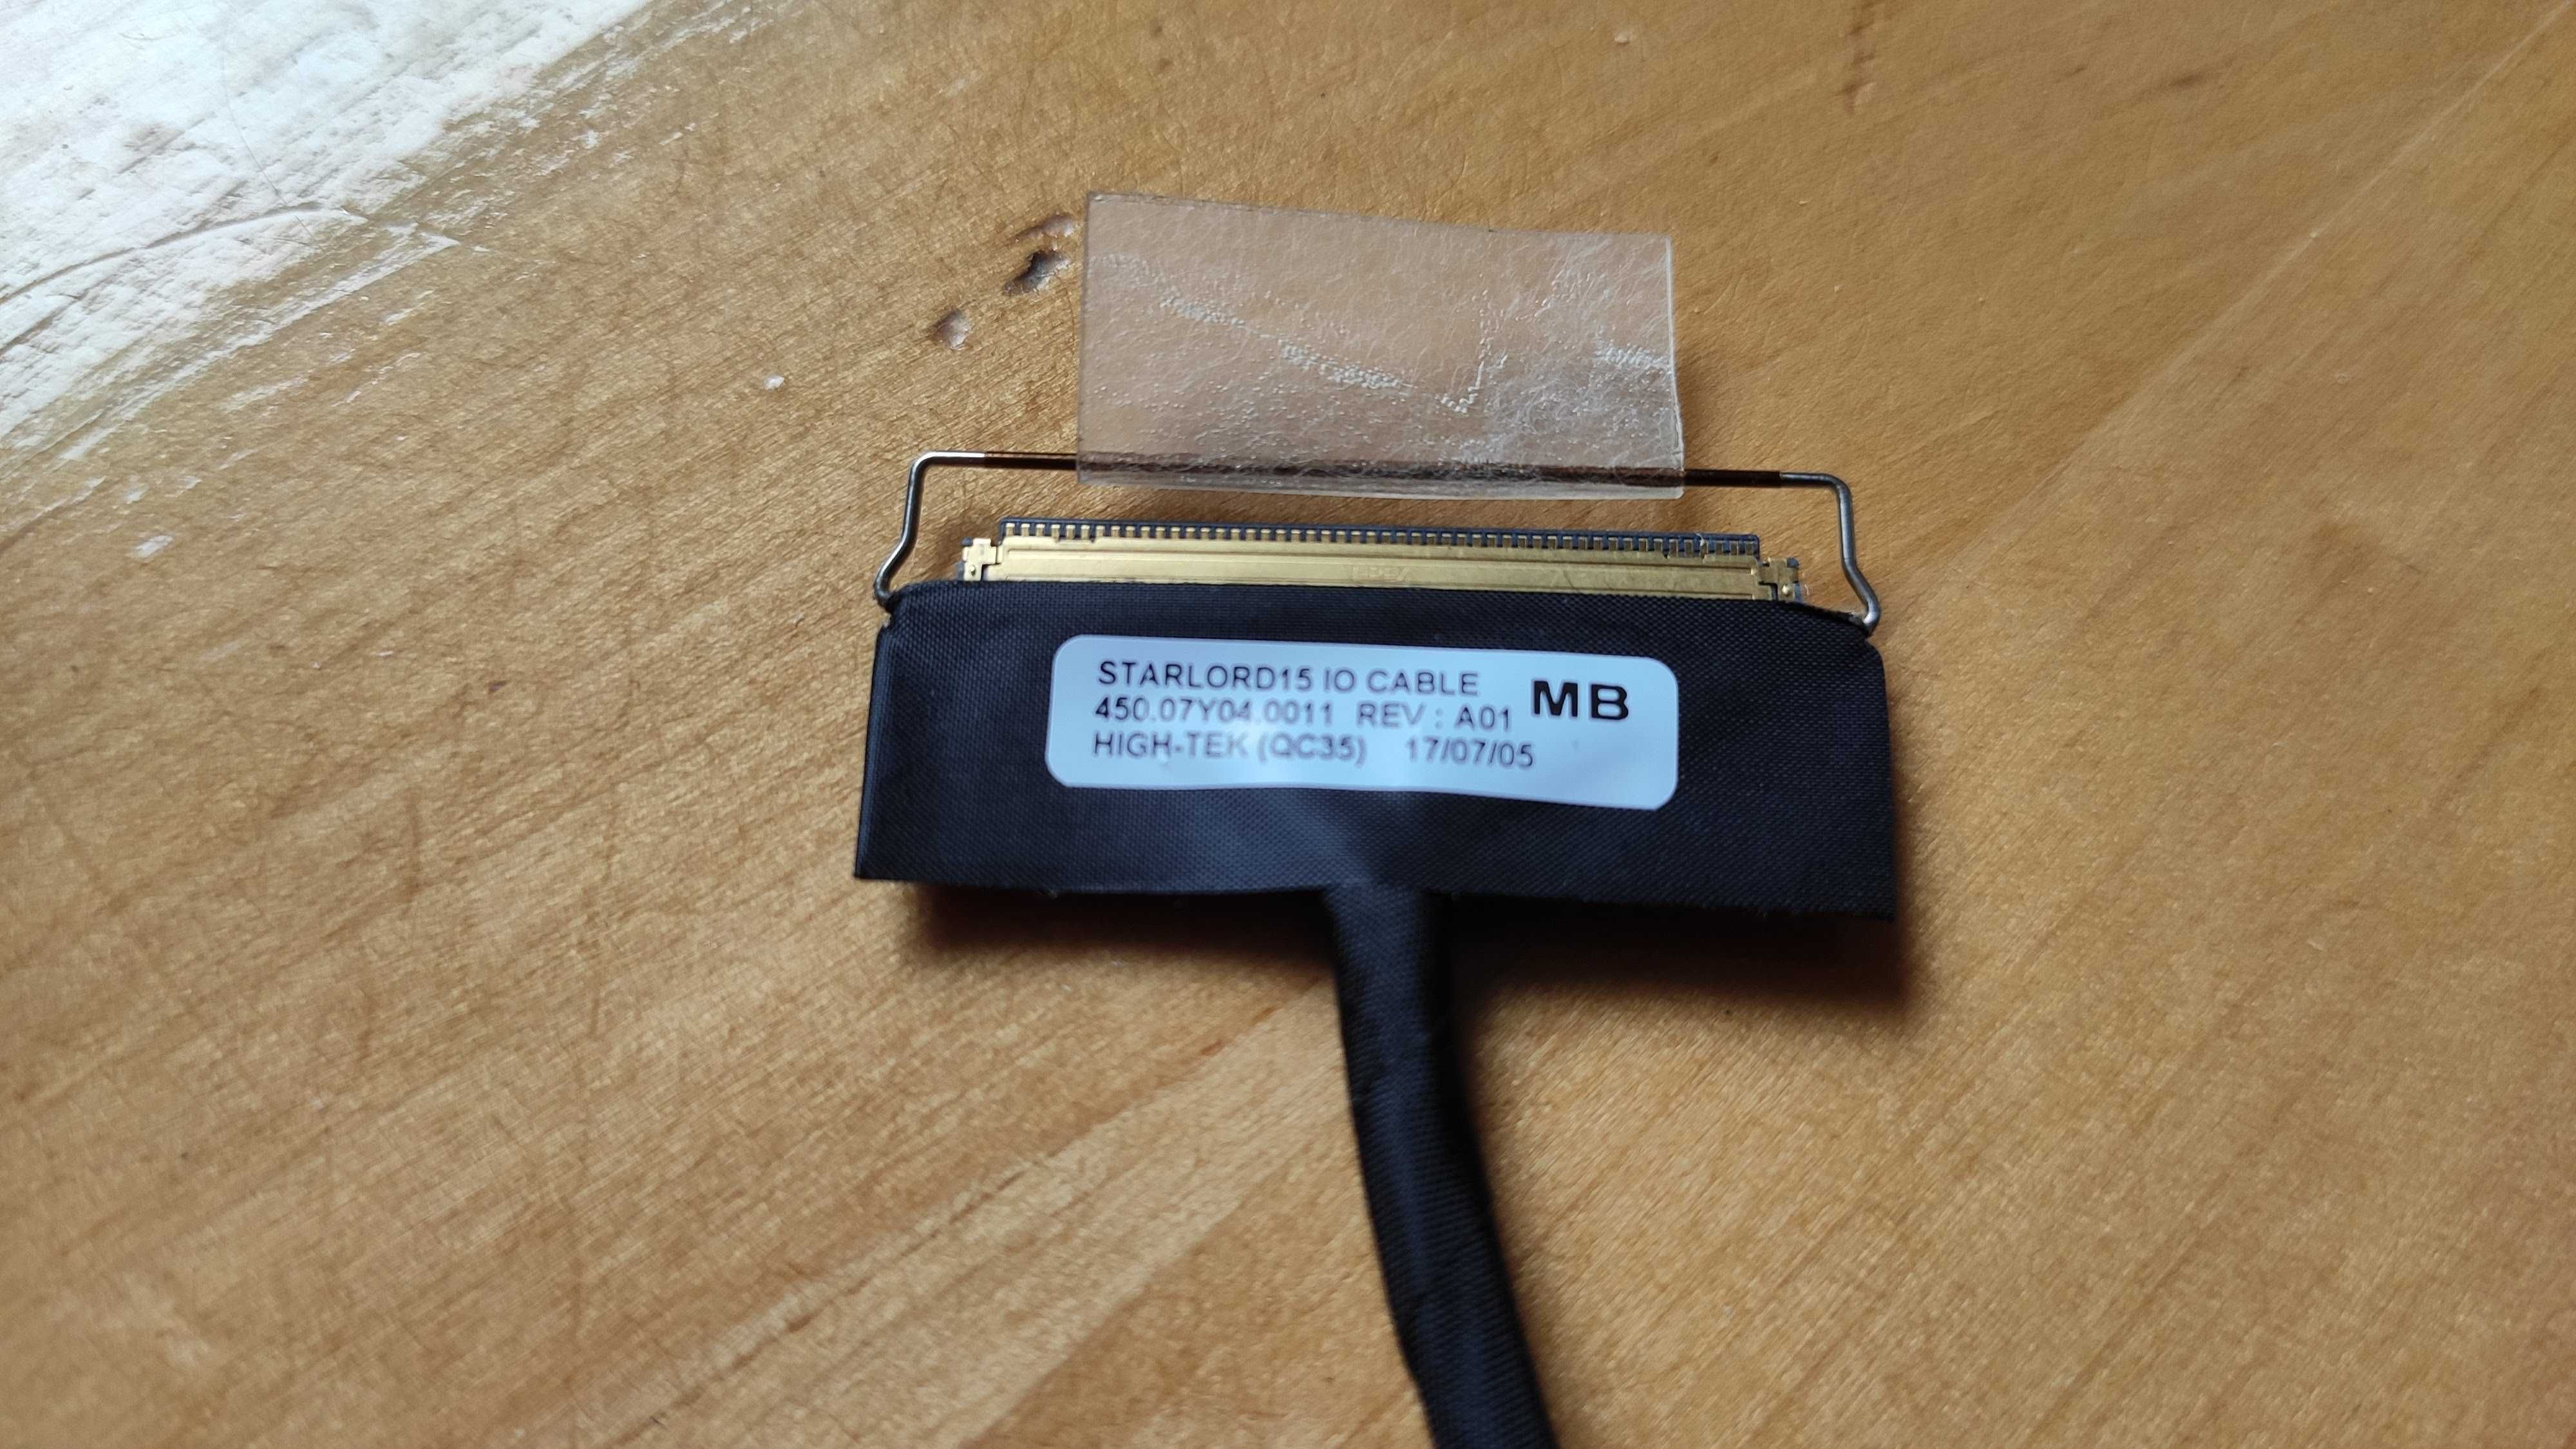 STARLORD15 IO CABLE MB
450.07Y04.0011 REV : A01
HIGH-TEK (QC35) 17/07/05